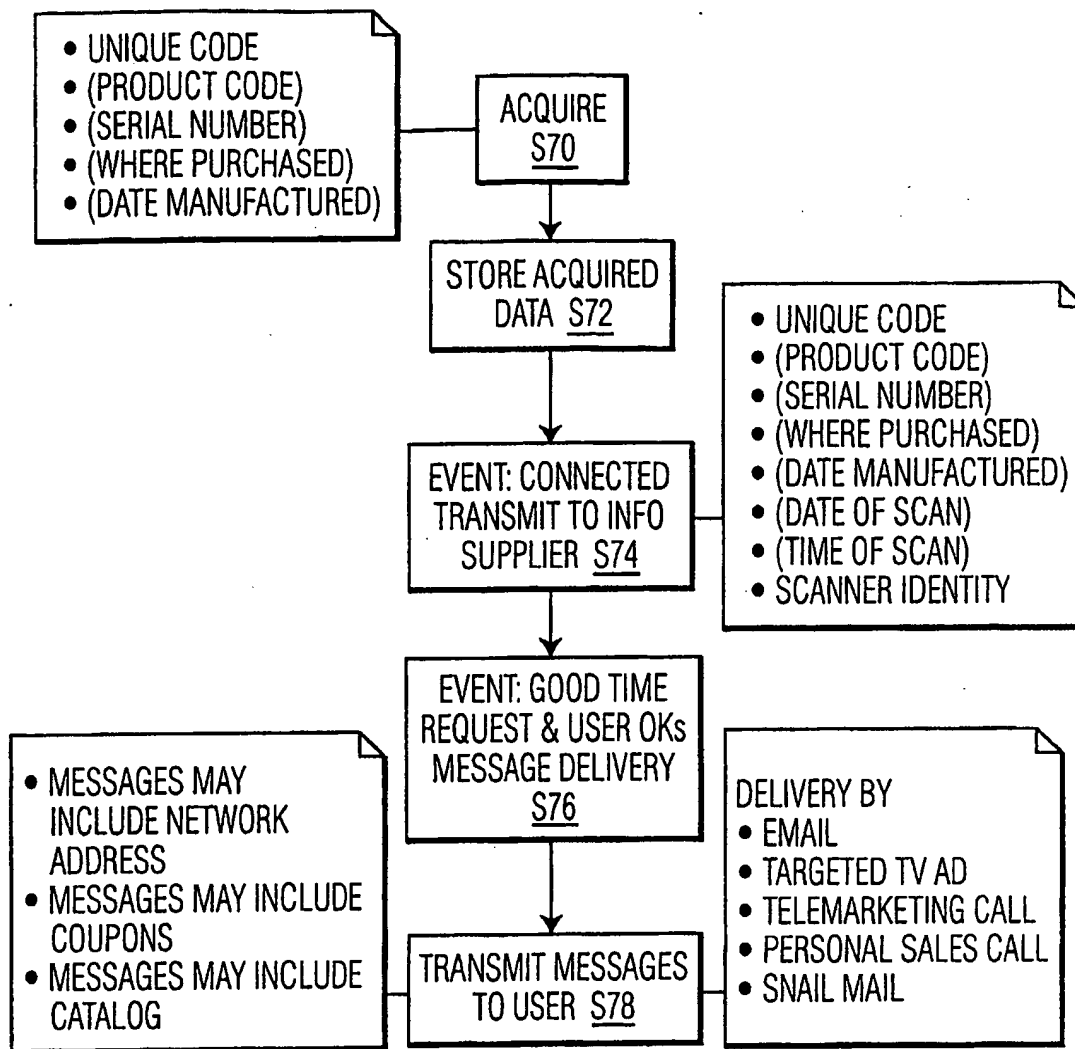 • UNIQUE CODE
• (PRODUCT CODE)
• (SERIAL NUMBER)
• (WHERE PURCHASED)
• (DATE MANUFACTURED)
ACQUIRE
S70
STORE ACQUIRED
DATA S72
• UNIQUE CODE
• (PRODUCT CODE)
• (SERIAL NUMBER)
• (WHERE PURCHASED)
• (DATE MANUFACTURED)
• (DATE OF SCAN)
• (TIME OF SCAN)
• SCANNER IDENTITY
EVENT: CONNECTED
TRANSMIT TO INFO
SUPPLIER S74
EVENT: GOOD TIME
REQUEST & USER OKs
MESSAGE DELIVERY
S76
• MESSAGES MAY
INCLUDE NETWORK
ADDRESS
• MESSAGES MAY INCLUDE
COUPONS
• MESSAGES MAY INCLUDE
CATALOG
TRANSMIT MESSAGES
TO USER S78
DELIVERY BY
• EMAIL
• TARGETED TV AD
• TELEMARKETING CALL
• PERSONAL SALES CALL
• SNAIL MAIL